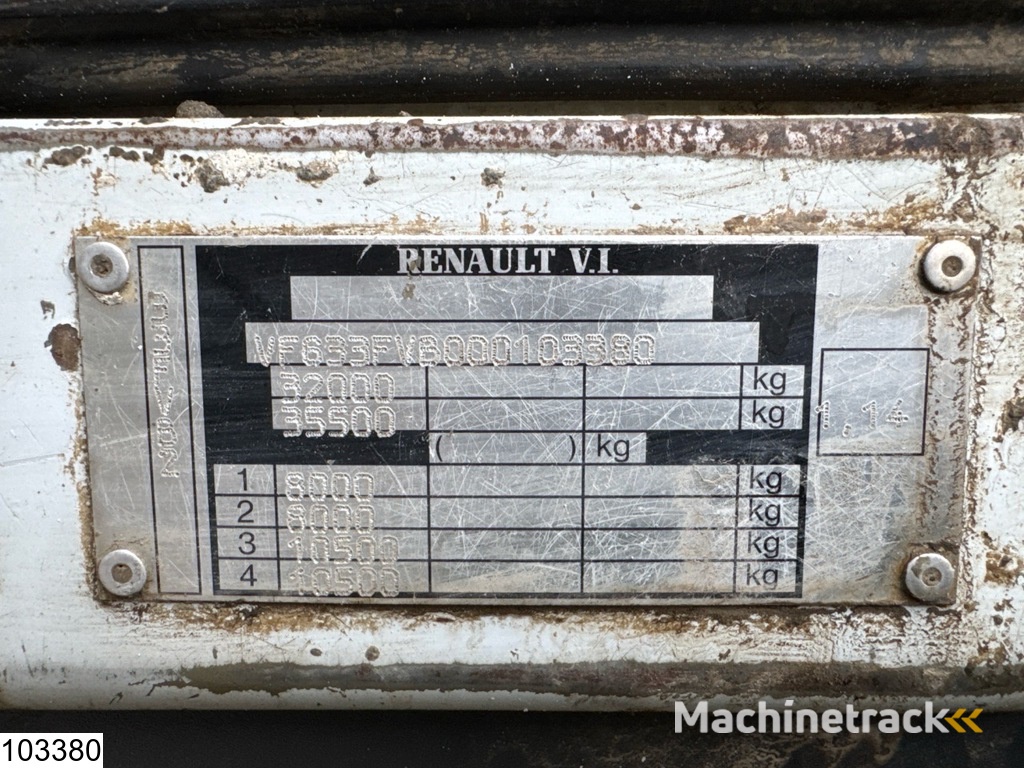 RENAULT V.I.
VF633FVB000103380
32000 kg
35500 kg
( ) kg
1 8000 kg
2 8000 kg
3 10500 kg
4 10500 kg
1,14
Machinetrack
103380